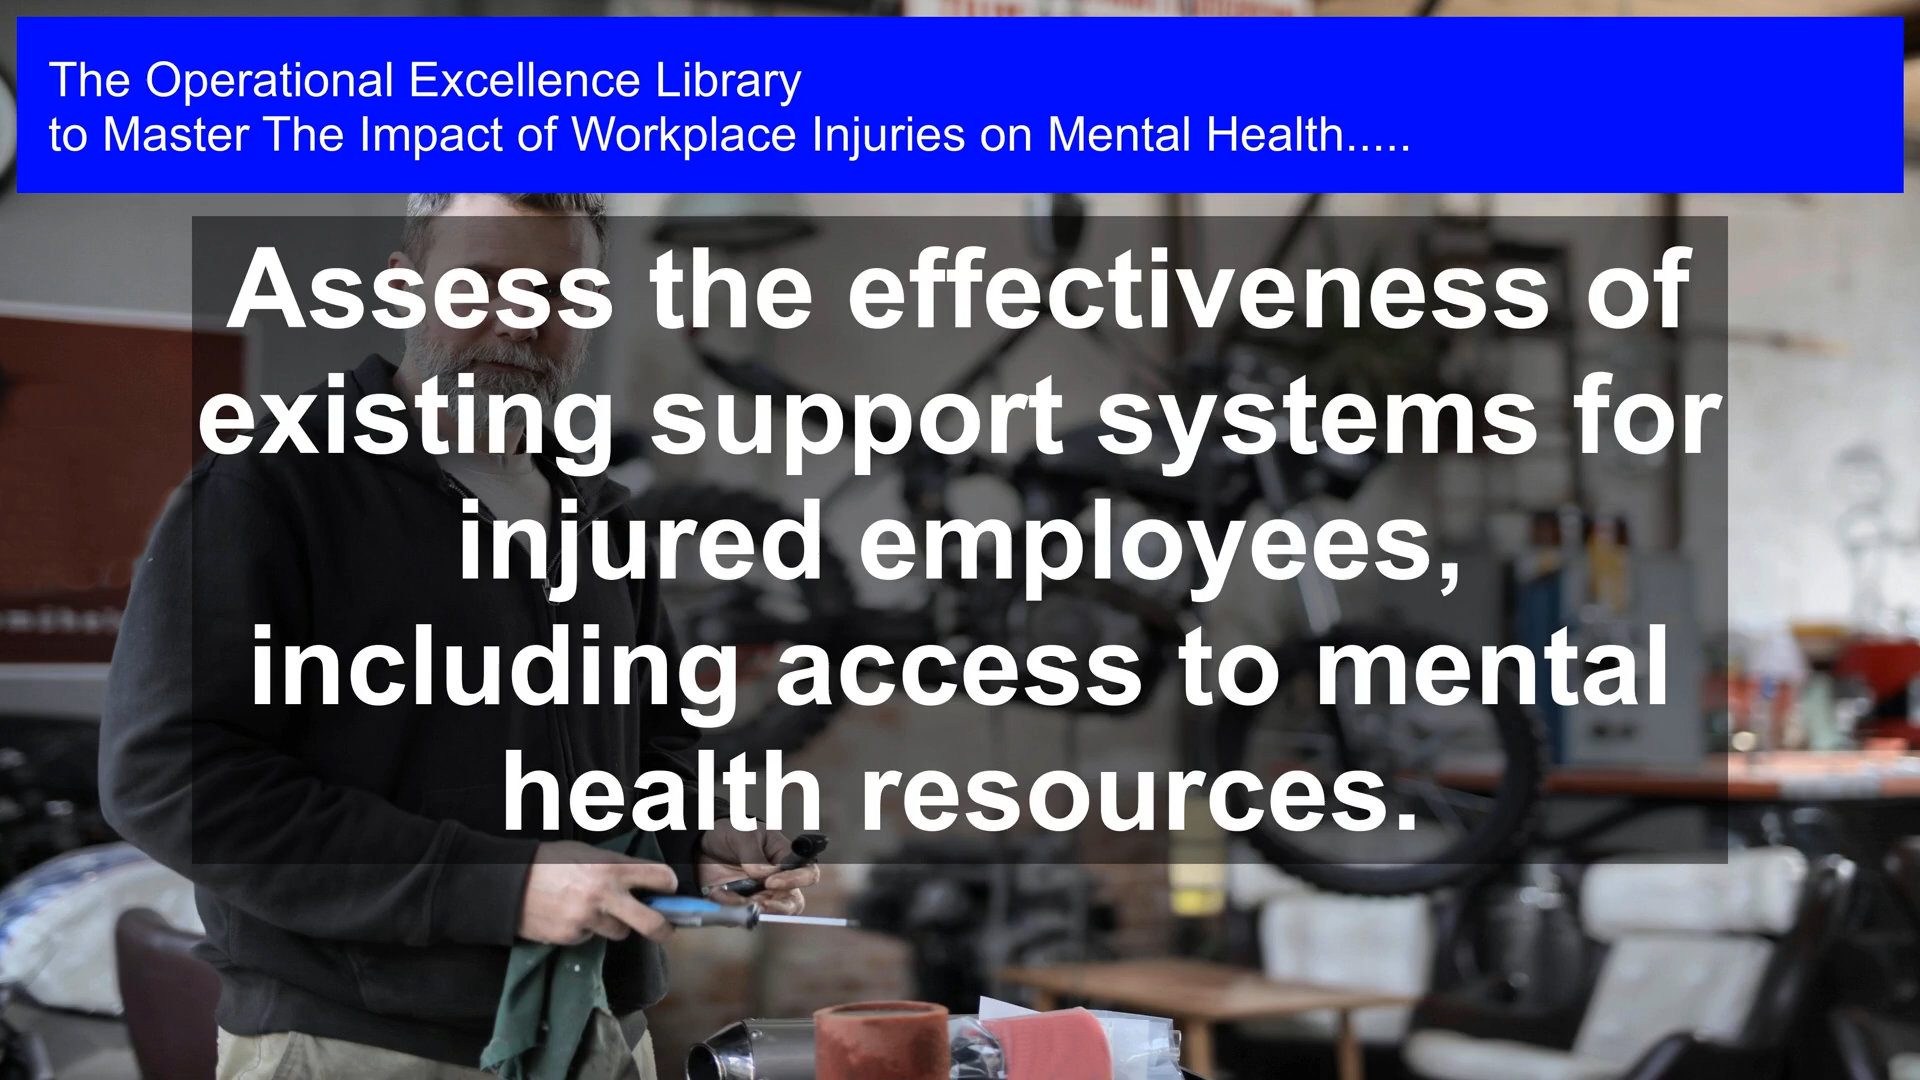 The Operational Excellence Library
to Master The Impact of Workplace Injuries on Mental Health.....
Assess the effectiveness of
existing support systems for
injured employees,
including access to mental
health resources.